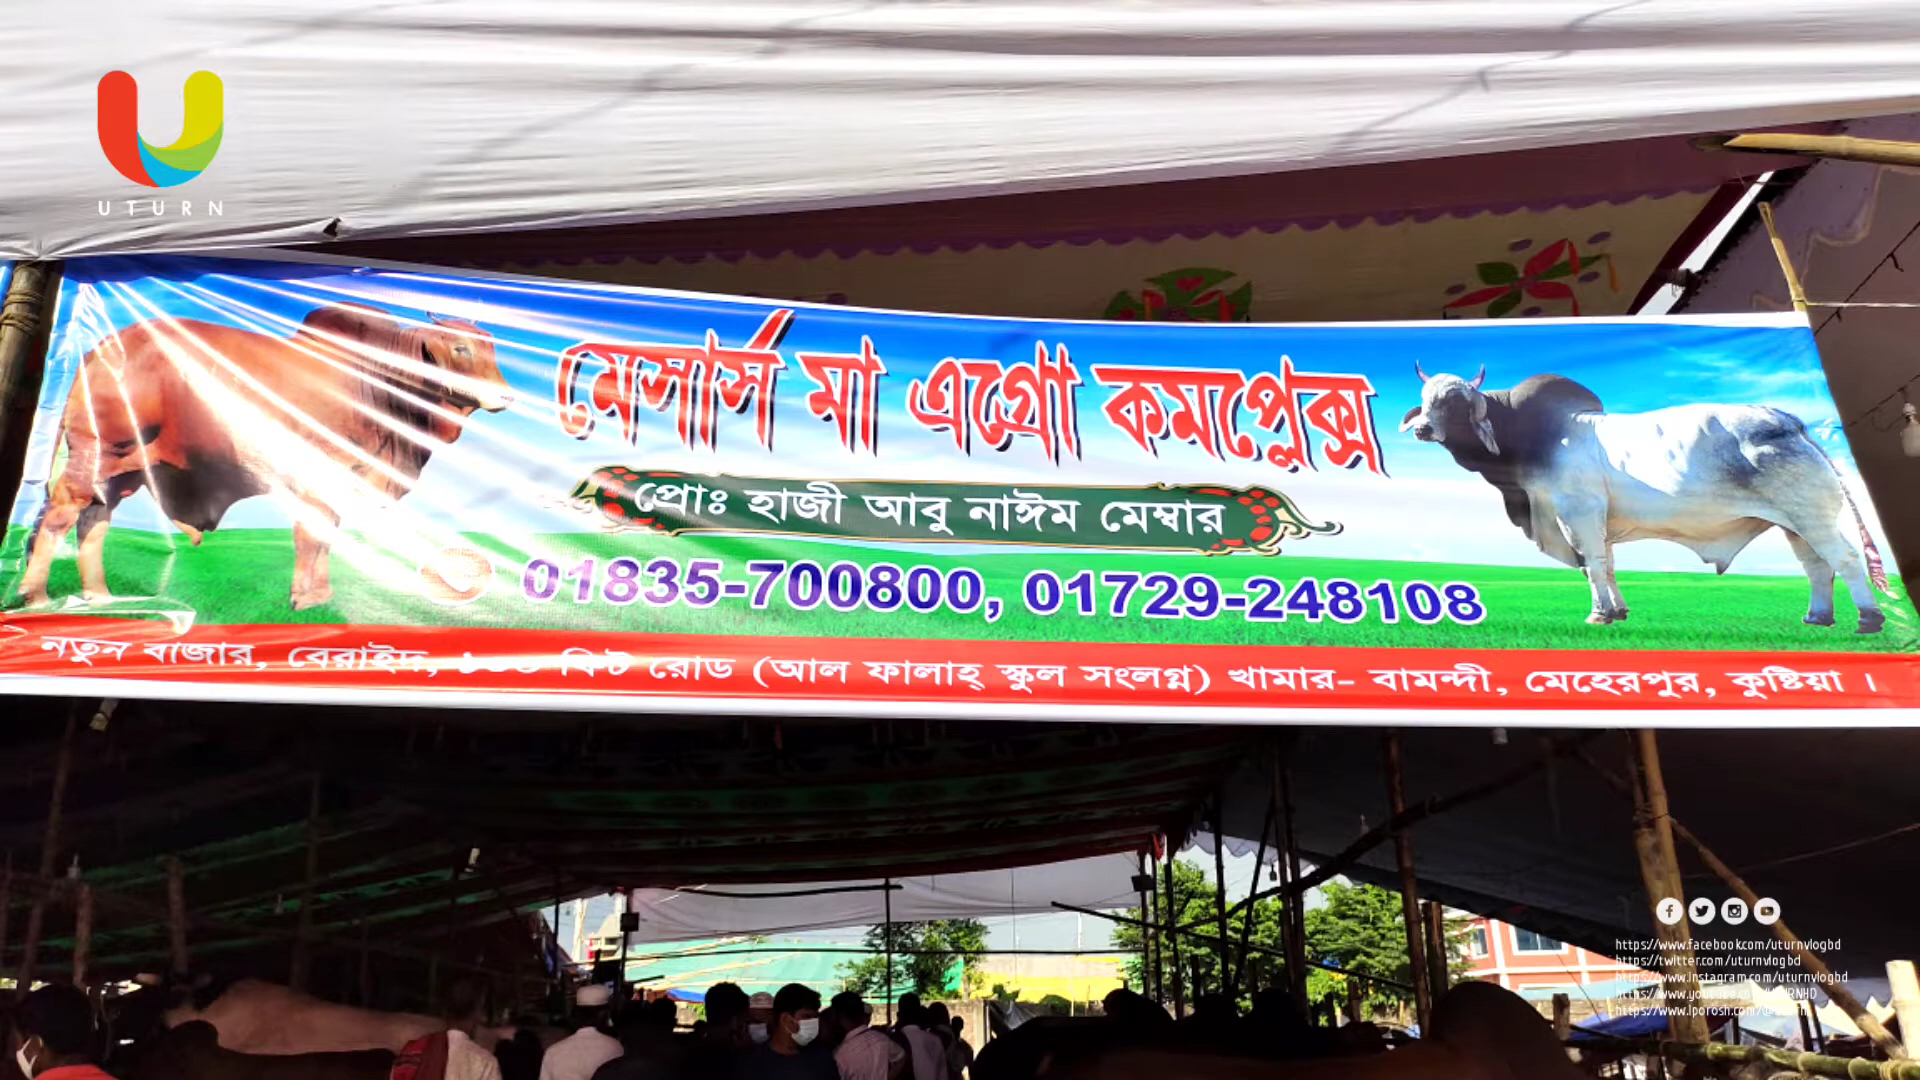 UTURN
মেসার্স মা এগ্রো কমপ্লেক্স
প্রোঃ হাজী আবু নাঈম মেম্বার
01835-700800, 01729-248108
নতুন বাজার, বেরাইদ, ১০০ ফিট রোড (আল ফালাহ্ স্কুল সংলগ্ন) খামার- বামন্দী, মেহেরপুর, কুষ্টিয়া ।
https://www.facebook.com/uturnvlogbd
https://twitter.com/uturnvlogbd
https://www.instagram.com/uturnvlogbd